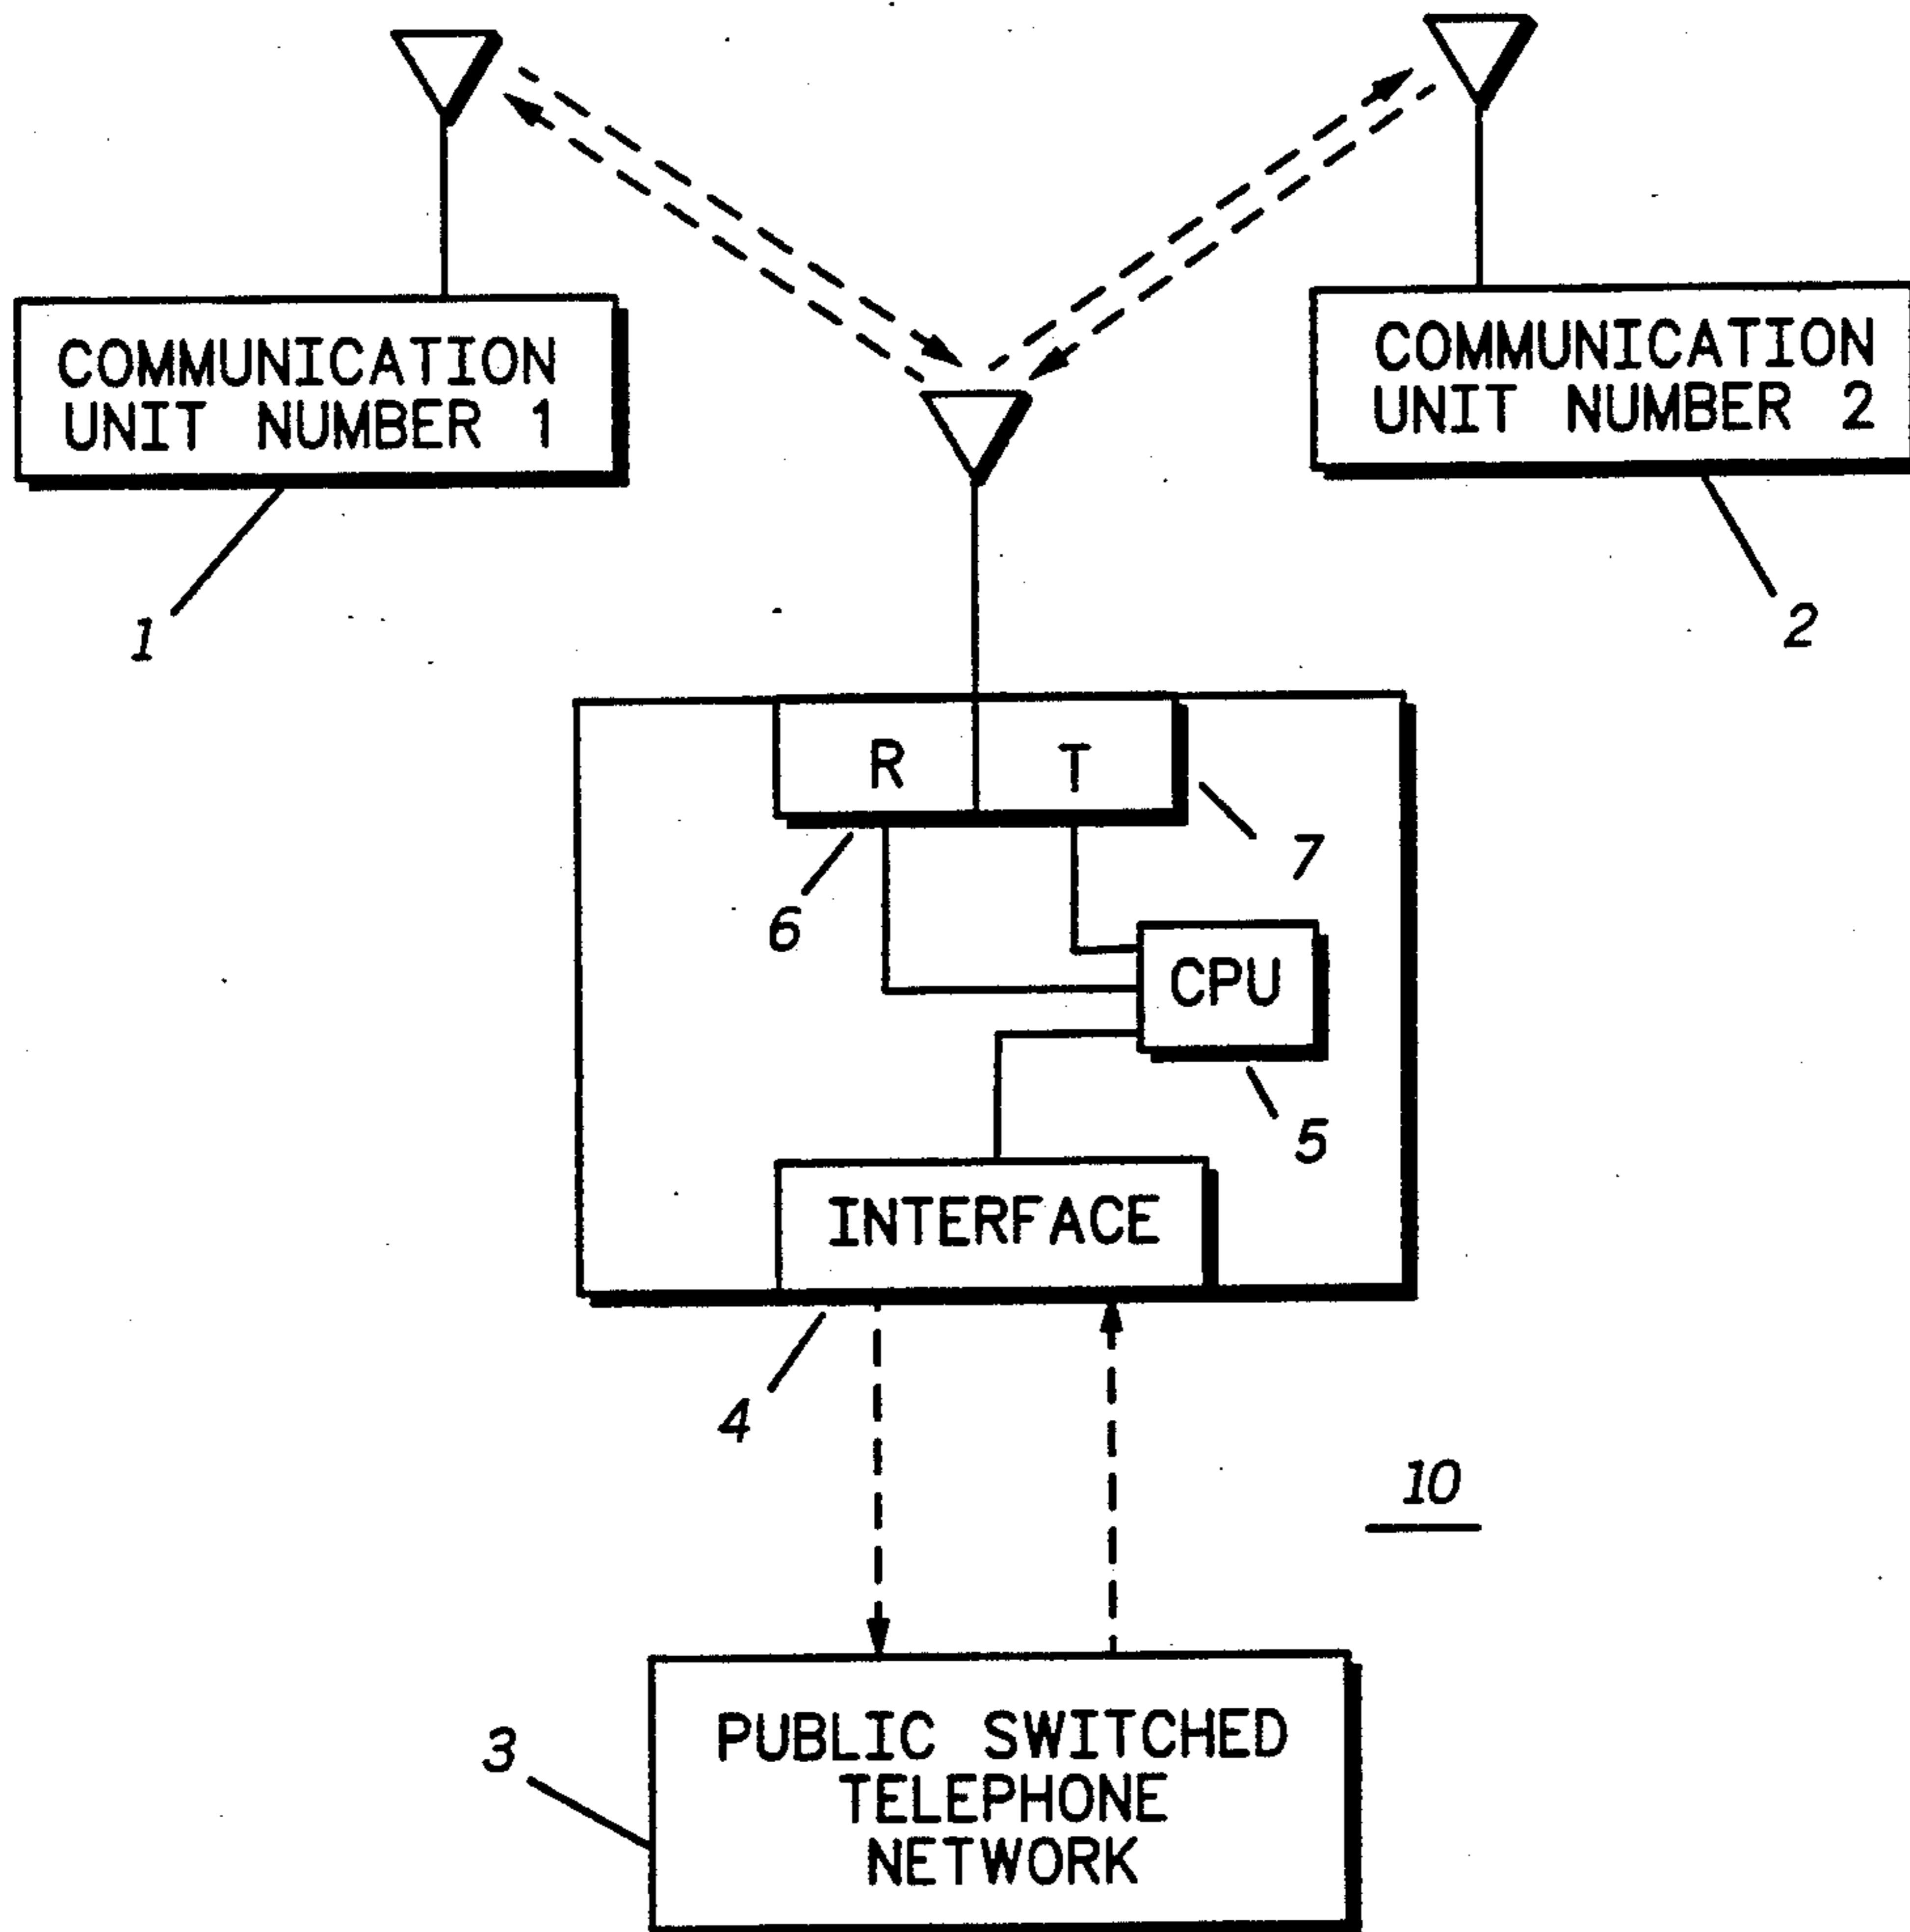 COMMUNICATION
UNIT NUMBER 1
COMMUNICATION
UNIT NUMBER 2
1
2
R
T
7
6
CPU
5
INTERFACE
4
10
3
PUBLIC SWITCHED
TELEPHONE
NETWORK